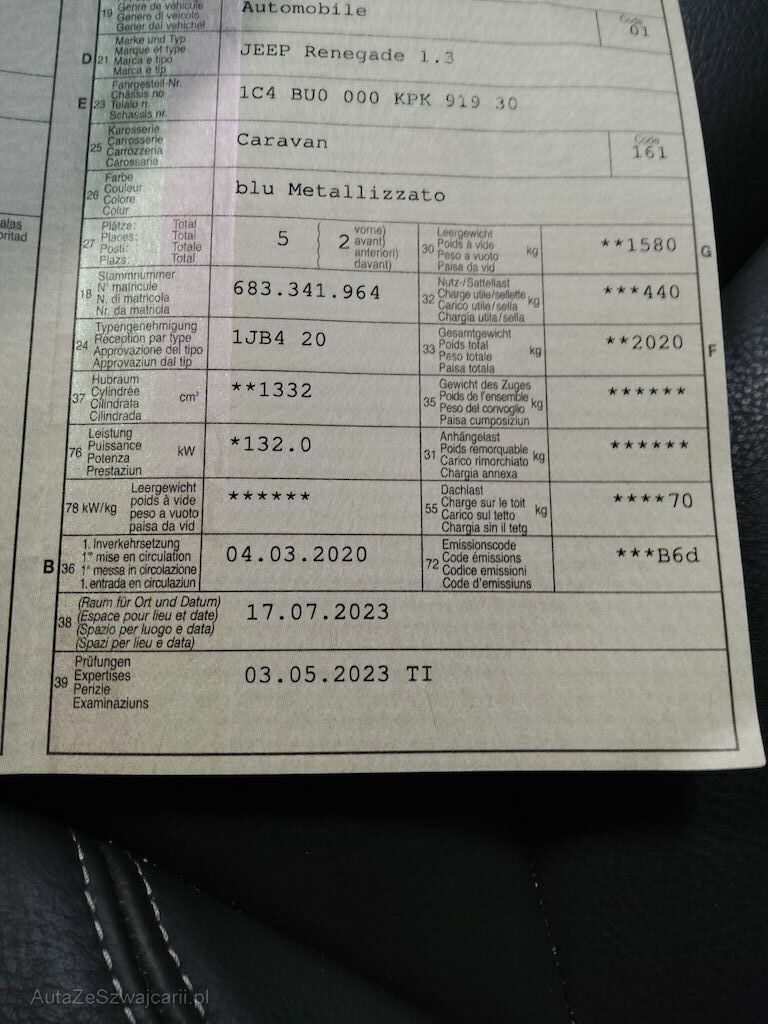 19 Genre de véhicule Automobile
Genere di veicolo Code
Gener dal vehichel 01
Marke und Typ
Marque et type JEEP Renegade 1.3
D 21 Marca e tipo
Marca e tip
Fahrgestell-Nr.
Châssis no 1C4 BU0 000 KPK 919 30
E 23 Telaio n.
Schassis nr.
Karosserie
Carrosserie Caravan Code
25 Carrozzeria 161
Carossaria
Farbe
Couleur blu Metallizzato
26 Colore
Colur
alas
oritad
Plätze: Total
27 Places: Total 5 2 vorne)
Posti: Totale avant)
Plazs: Total anteriori)
davant)
Leergewicht
30 Poids à vide kg **1580 G
Peso a vuoto
Paisa da vid
Stammnummer
18 N° matricule 683.341.964
N. di matricola
Nr. da matricla
Nutz-/Sattellast
32 Charge utile/sellette kg ***440
Carico utile/sella
Chargia utila/sella
Typengenehmigung
24 Réception par type 1JB4 20
Approvazione del tipo
Approvaziun dal tip
Gesamtgewicht
33 Poids total kg **2020 F
Peso totale
Paisa totala
Hubraum
37 Cylindrée cm³ **1332
Cilindrata
Cilindrada
Gewicht des Zuges
35 Poids de l'ensemble kg ******
Peso del convoglio
Paisa cumposiziun
Leistung
76 Puissance kW *132.0
Potenza
Prestaziun
Anhängelast
31 Poids remorquable kg ******
Carico rimorchiato
Chargia annexa
Leergewicht
78 kW/kg poids à vide ******
peso a vuoto
paisa da vid
Dachlast
55 Charge sur le toit kg ****70
Carico sul tetto
Chargia sin il tetg
1. Inverkehrsetzung
B 36 1re mise en circulation 04.03.2020
1a messa in circolazione
1. entrada en circulaziun
Emissionscode
72 Code émissions ***B6d
Codice emissioni
Code d'emissiuns
(Raum für Ort und Datum)
38 (Espace pour lieu et date) 17.07.2023
(Spazio per luogo e data)
(Spazi per lieu e data)
Prüfungen
39 Expertises 03.05.2023 TI
Perizie
Examinaziuns
AutaZeSzwajcarii.pl